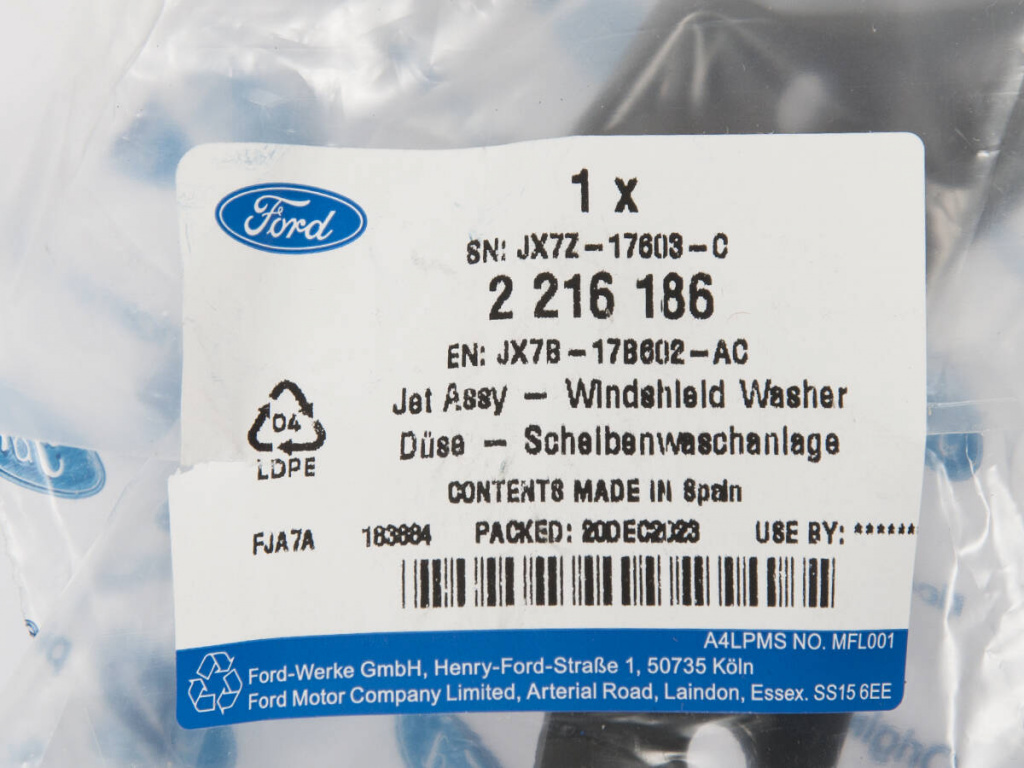 Ford
1 x
SN: JX7Z-17603-C
2 216 186
EN: JX7B-17B602-AC
Jet Assy - Windshield Washer
Düse - Scheibenwaschanlage
04
LDPE
CONTENTS MADE IN Spain
FJA7A 183684 PACKED: 20DEC2023 USE BY: ******
A4LPMS NO. MFL001
Ford-Werke GmbH, Henry-Ford-Straße 1, 50735 Köln
Ford Motor Company Limited, Arterial Road, Laindon, Essex. SS15 6EE